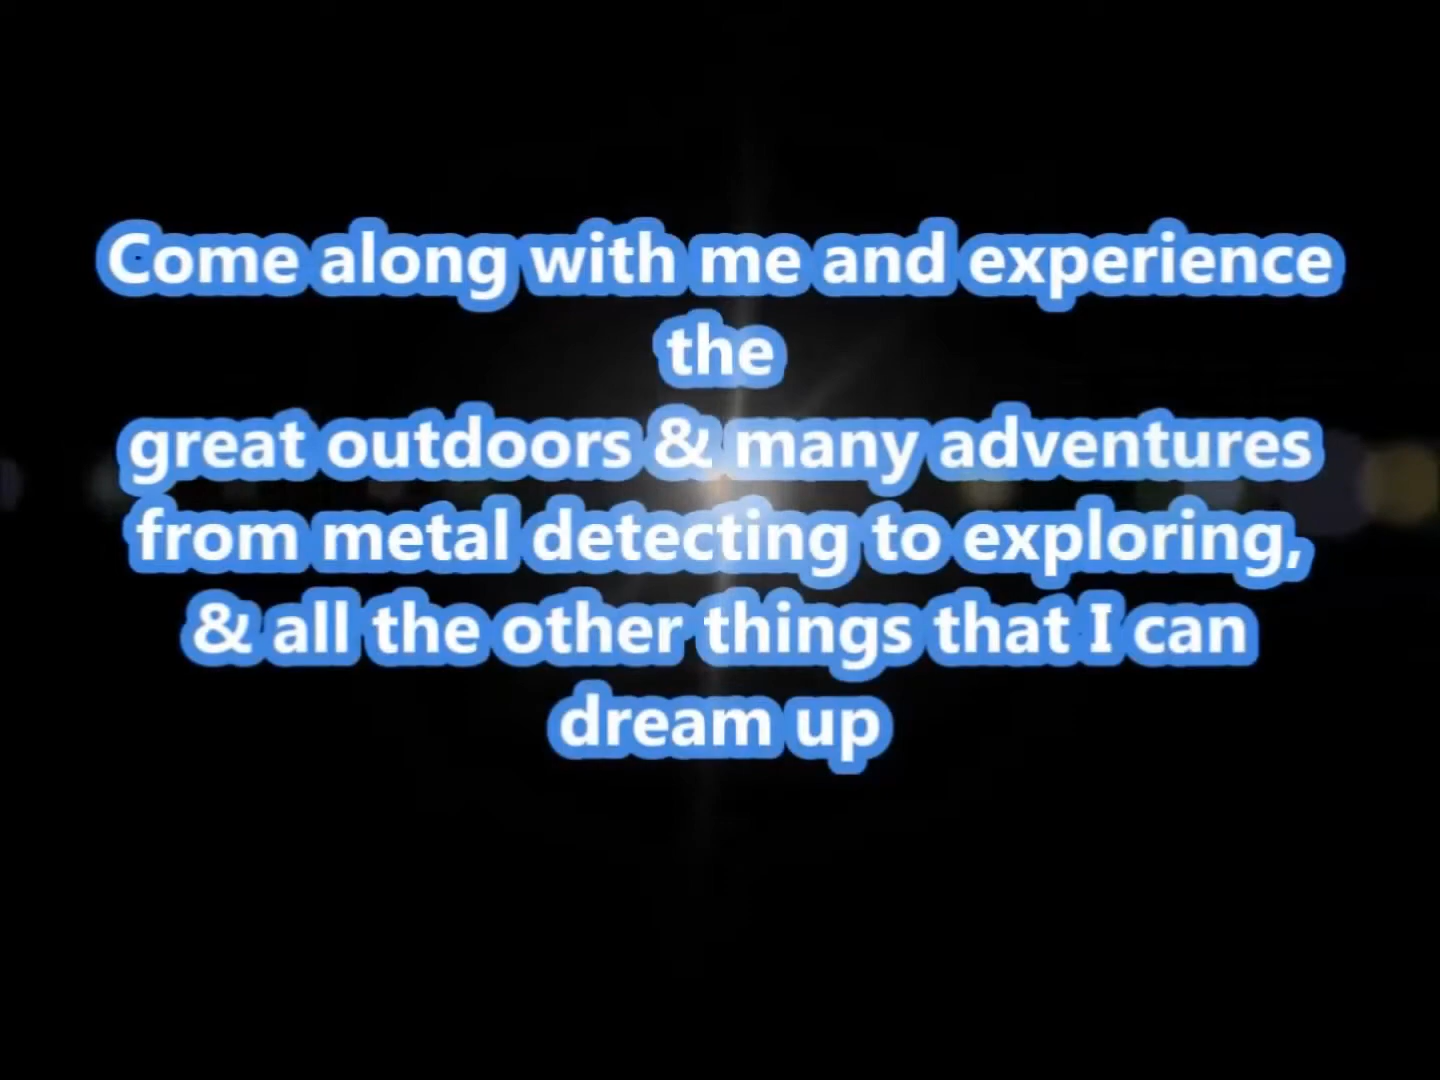 Come along with me and experience
the
great outdoors & many adventures
from metal detecting to exploring,
& all the other things that I can
dream up